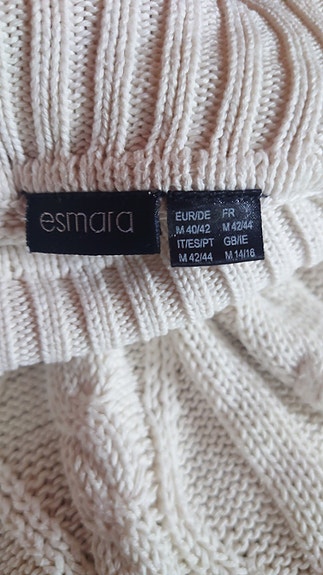 esmara
EUR/DE FR
M 40/42 M 42/44
IT/ES/PT GB/IE
M 42/44 M 14/16